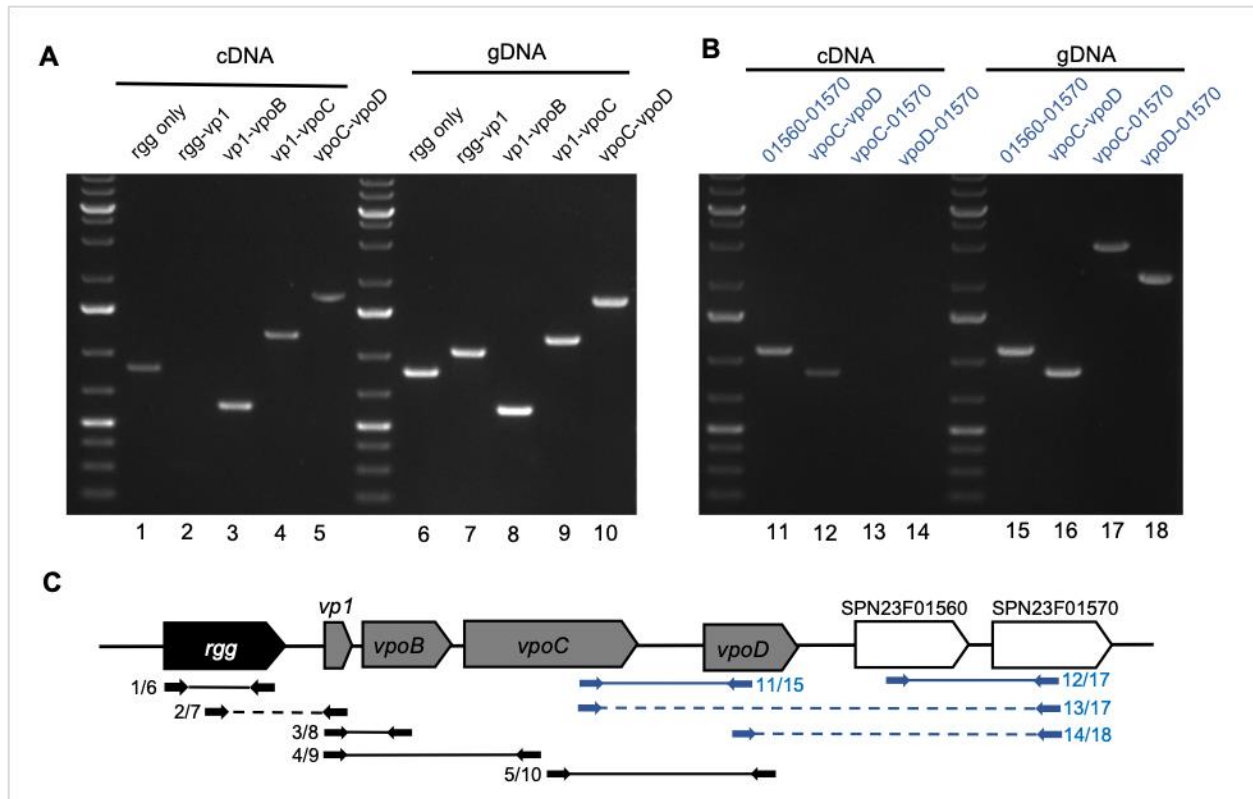 A
cDNA
gDNA
rgg only
rgg-vp1
vp1-vpoB
vp1-vpoC
vpoC-vpoD
rgg only
rgg-vp1
vp1-vpoB
vp1-vpoC
vpoC-vpoD
1 2 3 4 5 6 7 8 9 10
B
cDNA
gDNA
01560-01570
vpoC-vpoD
vpoC-01570
vpoD-01570
01560-01570
vpoC-vpoD
vpoC-01570
vpoD-01570
11 12 13 14 15 16 17 18
C
vp1
SPN23F01560 SPN23F01570
rgg vpoB vpoC vpoD
1/6 11/15 12/17
2/7 13/17
3/8 14/18
4/9
5/10